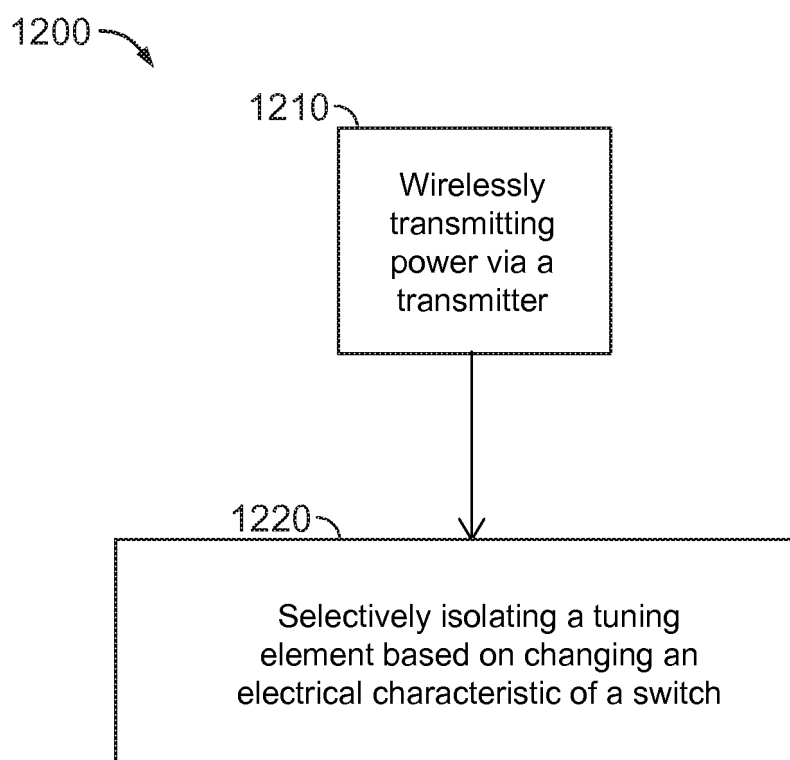 1200
1210
Wirelessly
transmitting
power via a
transmitter
1220
Selectively isolating a tuning
element based on changing an
electrical characteristic of a switch